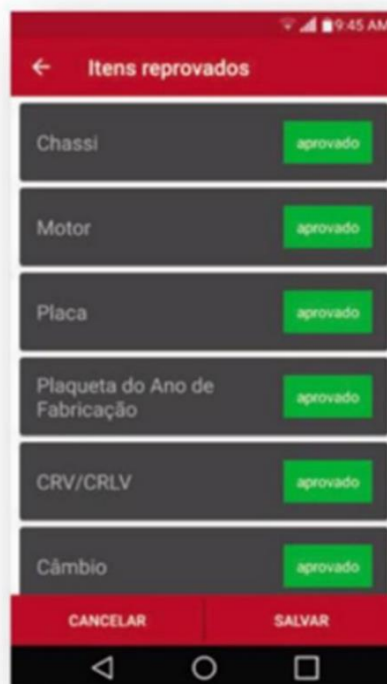 9:45 AM
Itens reprovados
Chassi
aprovado
Motor
aprovado
Placa
aprovado
Plaqueta do Ano de
Fabricação
aprovado
CRV/CRLV
aprovado
Câmbio
aprovado
CANCELAR
SALVAR